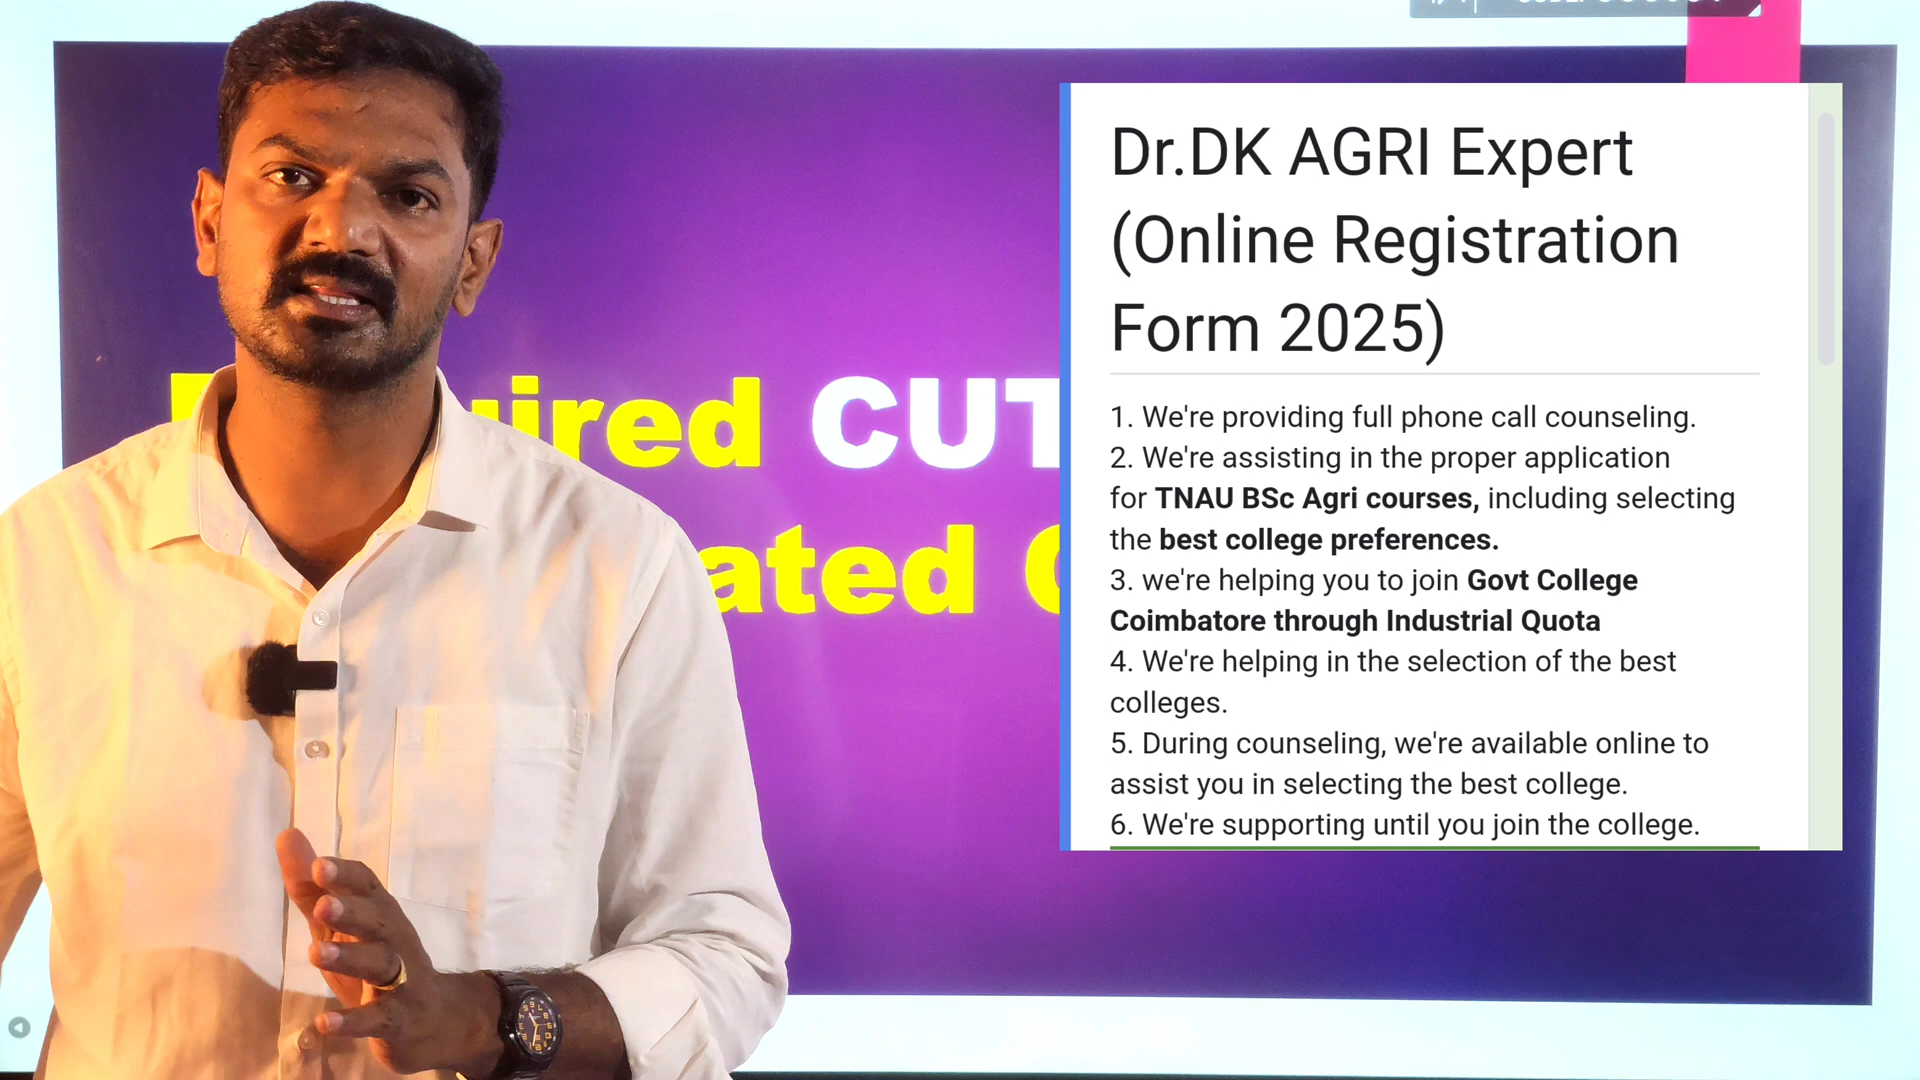 Dr.DK AGRI Expert
(Online Registration
Form 2025)
1. We're providing full phone call counseling.
2. We're assisting in the proper application
for TNAU BSc Agri courses, including selecting
the best college preferences.
3. we're helping you to join Govt College
Coimbatore through Industrial Quota
4. We're helping in the selection of the best
colleges.
5. During counseling, we're available online to
assist you in selecting the best college.
6. We're supporting until you join the college.